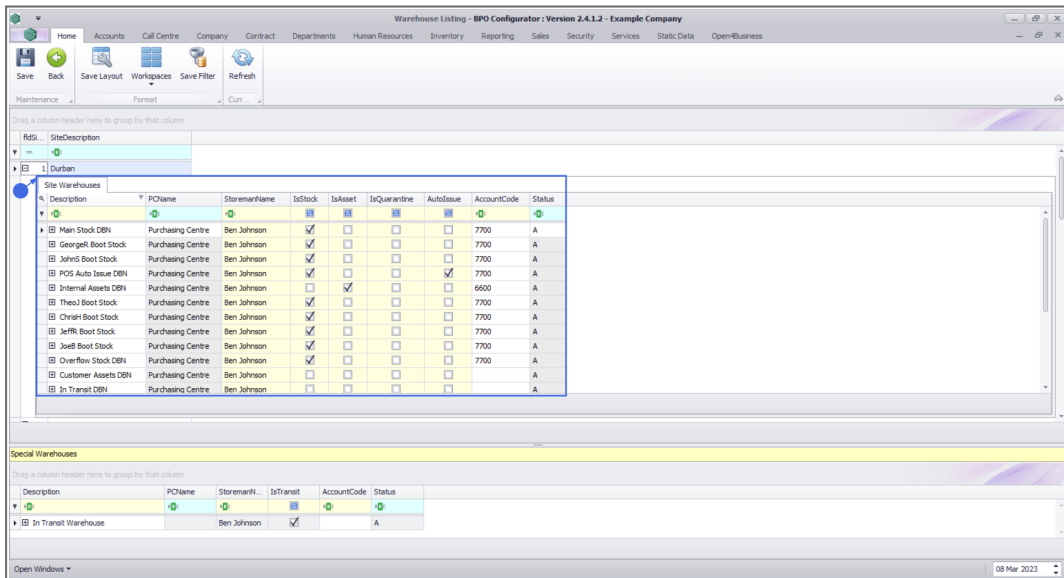 Warehouse Listing - BPO Configurator : Version 2.4.1.2 - Example Company
Home Accounts Call Centre Company Contract Departments Human Resources Inventory Reporting Sales Security Services Static Data Open4Business
Save Back Save Layout Workspaces Save Filter Refresh
Maintenance Format Curr...
Drag a column header here to group by that column
fldSi... SiteDescription
1 Durban
Site Warehouses
Description PCName StoremanName IsStock IsAsset IsQuarantine AutoIssue AccountCode Status
Main Stock DBN Purchasing Centre Ben Johnson 7700 A
GeorgeR Boot Stock Purchasing Centre Ben Johnson 7700 A
JohnS Boot Stock Purchasing Centre Ben Johnson 7700 A
POS Auto Issue DBN Purchasing Centre Ben Johnson 7700 A
Internal Assets DBN Purchasing Centre Ben Johnson 6600 A
TheoJ Boot Stock Purchasing Centre Ben Johnson 7700 A
ChrisH Boot Stock Purchasing Centre Ben Johnson 7700 A
JeffR Boot Stock Purchasing Centre Ben Johnson 7700 A
JoeB Boot Stock Purchasing Centre Ben Johnson 7700 A
Overflow Stock DBN Purchasing Centre Ben Johnson 7700 A
Customer Assets DBN Purchasing Centre Ben Johnson A
In Transit DBN Purchasing Centre Ben Johnson A
Special Warehouses
Drag a column header here to group by that column
Description PCName StoremanN... IsTransit AccountCode Status
In Transit Warehouse Ben Johnson A
Open Windows 08 Mar 2023